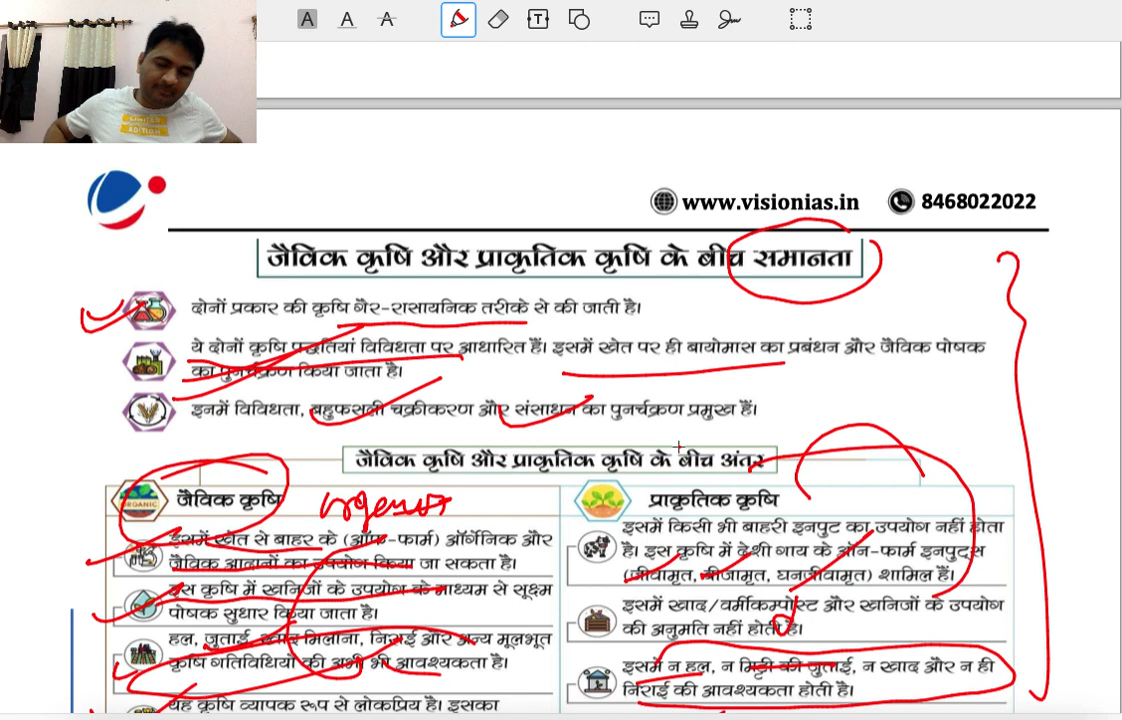 A A A T
LIMITED
EDITION
www.visionias.in 8468022022
जैविक कृषि और प्राकृतिक कृषि के बीच समानता
दोनों प्रकार की कृषि गैर-रासायनिक तरीके से की जाती है।
ये दोनों कृषि पद्धतियां विविधता पर आधारित हैं। इसमें खेत पर ही बायोमास का प्रबंधन और जैविक पोषक
का पुनर्चक्रण किया जाता है।
इनमें विविधता, बहुफसली चक्रीकरण और संसाधन का पुनर्चक्रण प्रमुख हैं।
जैविक कृषि और प्राकृतिक कृषि के बीच अंतर
ORGANIC
जैविक कृषि
इसमें खेत से बाहर के (ऑफ-फार्म) ऑर्गेनिक और
जैविक आदानों का उपयोग किया जा सकता है।
इस कृषि में खनिजों के उपयोग के माध्यम से सूक्ष्म
पोषक सुधार किया जाता है।
हल, जुताई, खाद मिलाना, निराई और अन्य मूलभूत
कृषि गतिविधियों की अभी भी आवश्यकता है।
यह कृषि व्यापक रूप से लोकप्रिय है। इसका
प्राकृतिक कृषि
इसमें किसी भी बाहरी इनपुट का उपयोग नहीं होता
है। इस कृषि में देशी गाय के ऑन-फार्म इनपुट्स
(जीवामृत, बीजामृत, घनजीवामृत) शामिल हैं।
इसमें खाद/वर्मीकम्पोस्ट और खनिजों के उपयोग
की अनुमति नहीं होती है।
इसमें न हल, न मिट्टी की जुताई, न खाद और न ही
निराई की आवश्यकता होती है।